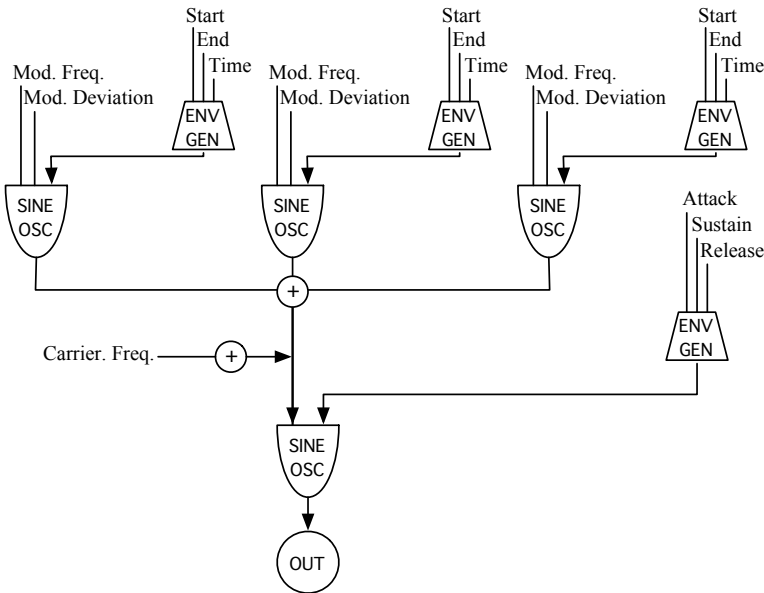 Start
End
Time
Mod. Freq.
Mod. Deviation
ENV
GEN
SINE
OSC
Start
End
Time
Mod. Freq.
Mod. Deviation
ENV
GEN
SINE
OSC
Start
End
Time
Mod. Freq.
Mod. Deviation
ENV
GEN
SINE
OSC
Attack
Sustain
Release
ENV
GEN
+
Carrier. Freq.
+
SINE
OSC
OUT